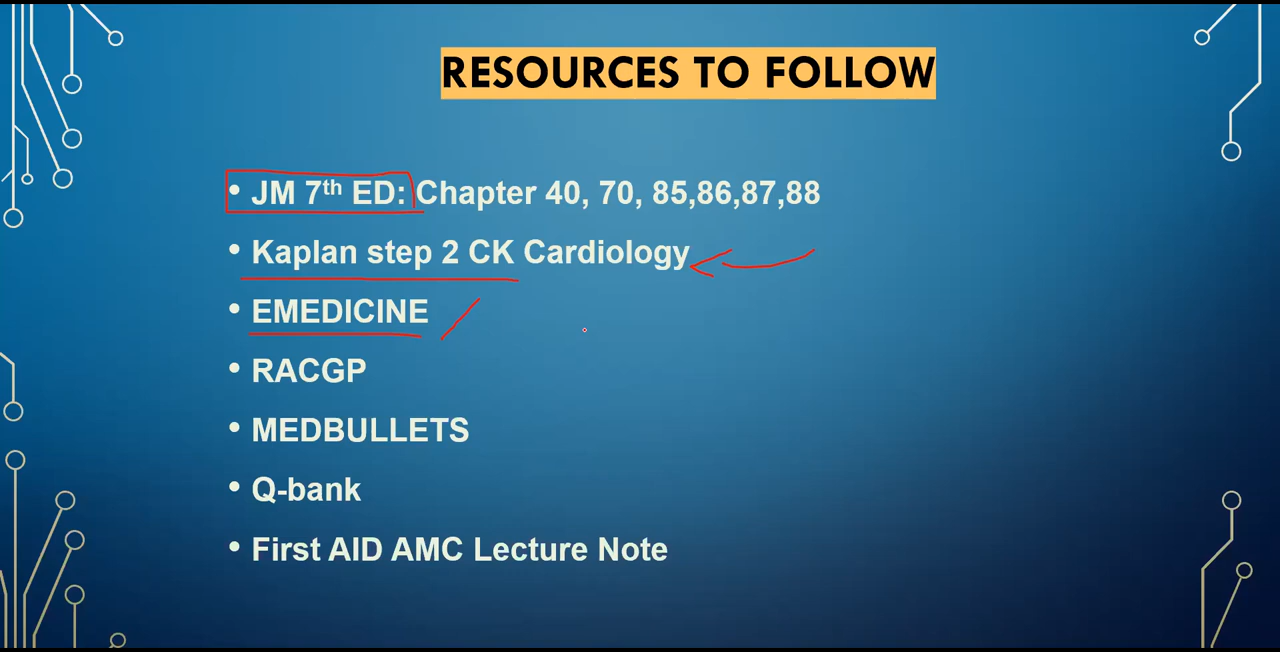 RESOURCES TO FOLLOW
• JM 7th ED: Chapter 40, 70, 85,86,87,88
• Kaplan step 2 CK Cardiology
• EMEDICINE
• RACGP
• MEDBULLETS
• Q-bank
• First AID AMC Lecture Note